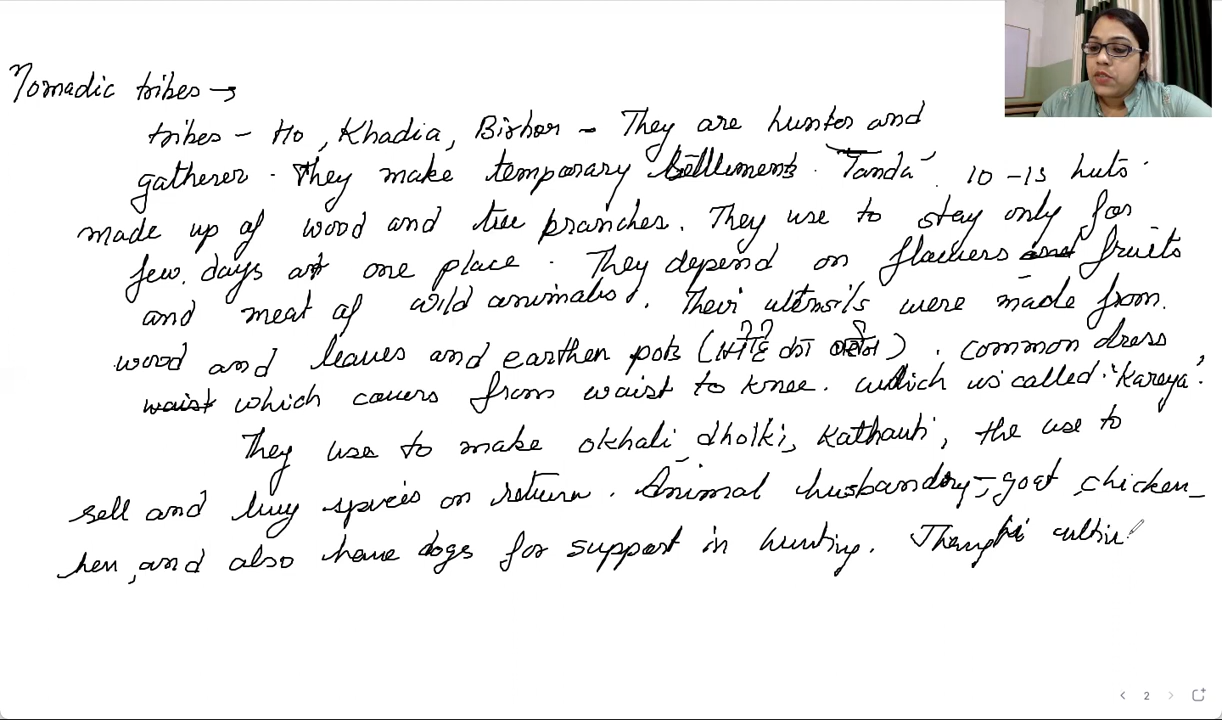 Nomadic tribes →
tribes - Ho, Khadia, Birhor - They are hunter and
gatherer. They make temporary settlements. 'Tanda'. 10-15 huts.
made up of wood and tree branches. They use to stay only for
few days at one place. They depend on flowers fruits
and meat of wild animals. Their utensils were made from
wood and leaves and earthen pots ( का बर्तन). common dress
waist which covers from waist to knee. which is called 'Kareya'.
They use to make okhali, dholki, Kathauti, the use to
sell and buy spices on return. Animal husbandry - goat, chicken -
hen, and also have dogs for support in hunting.
2